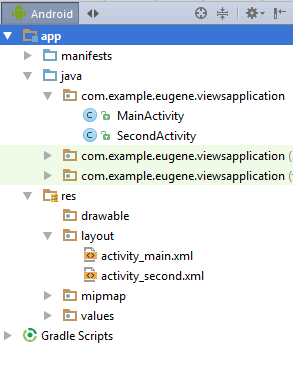 Android
app
manifests
java
com.example.eugene.viewsapplication
MainActivity
SecondActivity
com.example.eugene.viewsapplication (
com.example.eugene.viewsapplication (
res
drawable
layout
activity_main.xml
activity_second.xml
mipmap
values
Gradle Scripts